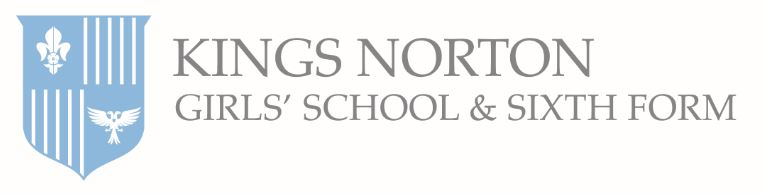 KINGS NORTON
GIRLS' SCHOOL & SIXTH FORM